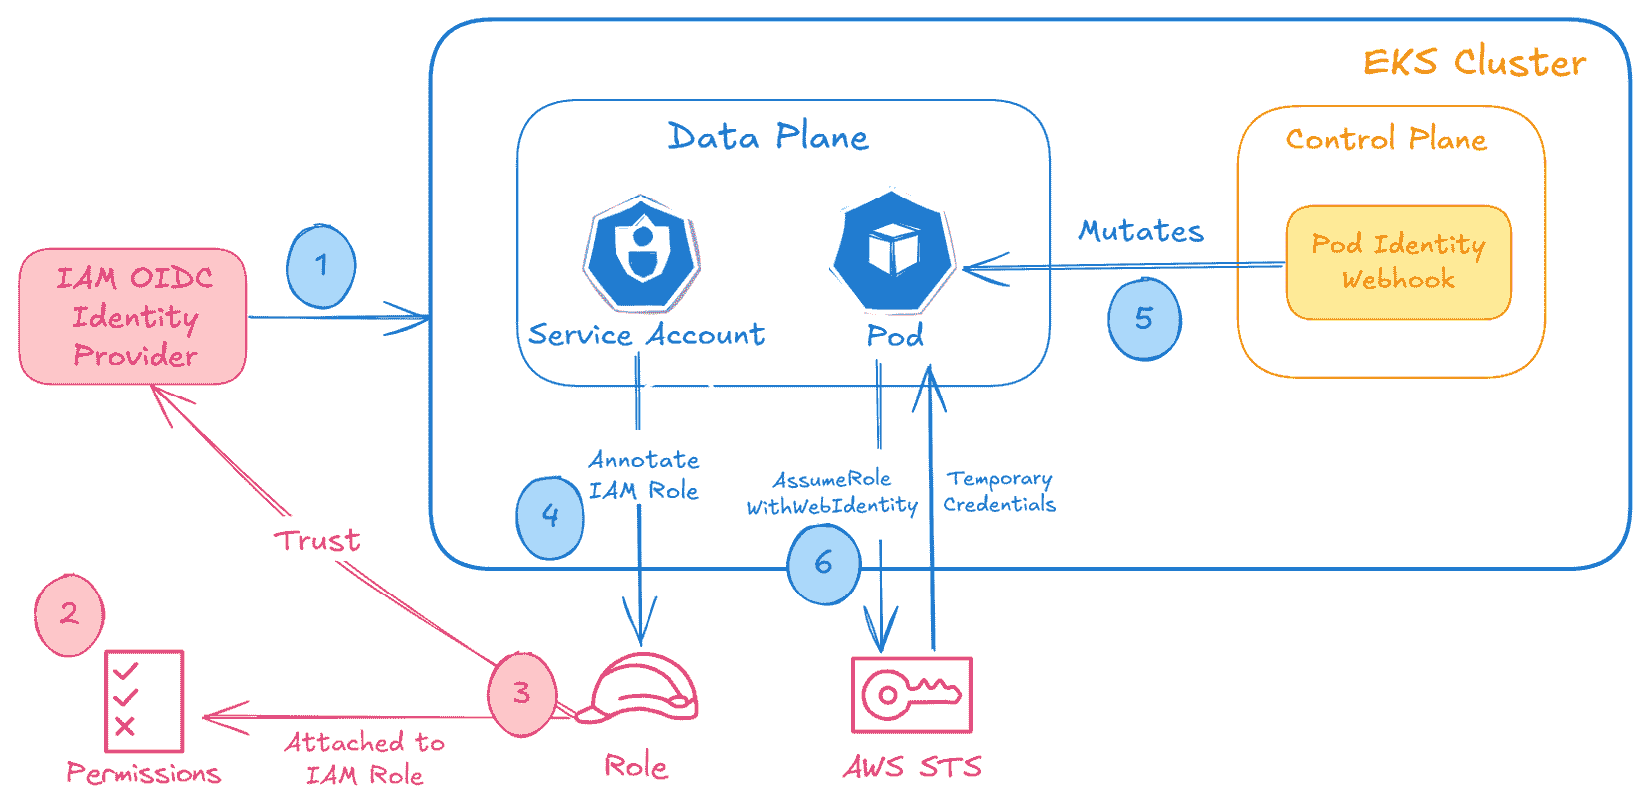 EKS Cluster
Data Plane
Control Plane
1
IAM OIDC
Identity
Provider
Service Account
Pod
Mutates
5
Pod Identity
Webhook
4
Annotate
IAM Role
AssumeRole
WithWebIdentity
Temporary
Credentials
6
Trust
2
3
Permissions
Attached to
IAM Role
Role
AWS STS